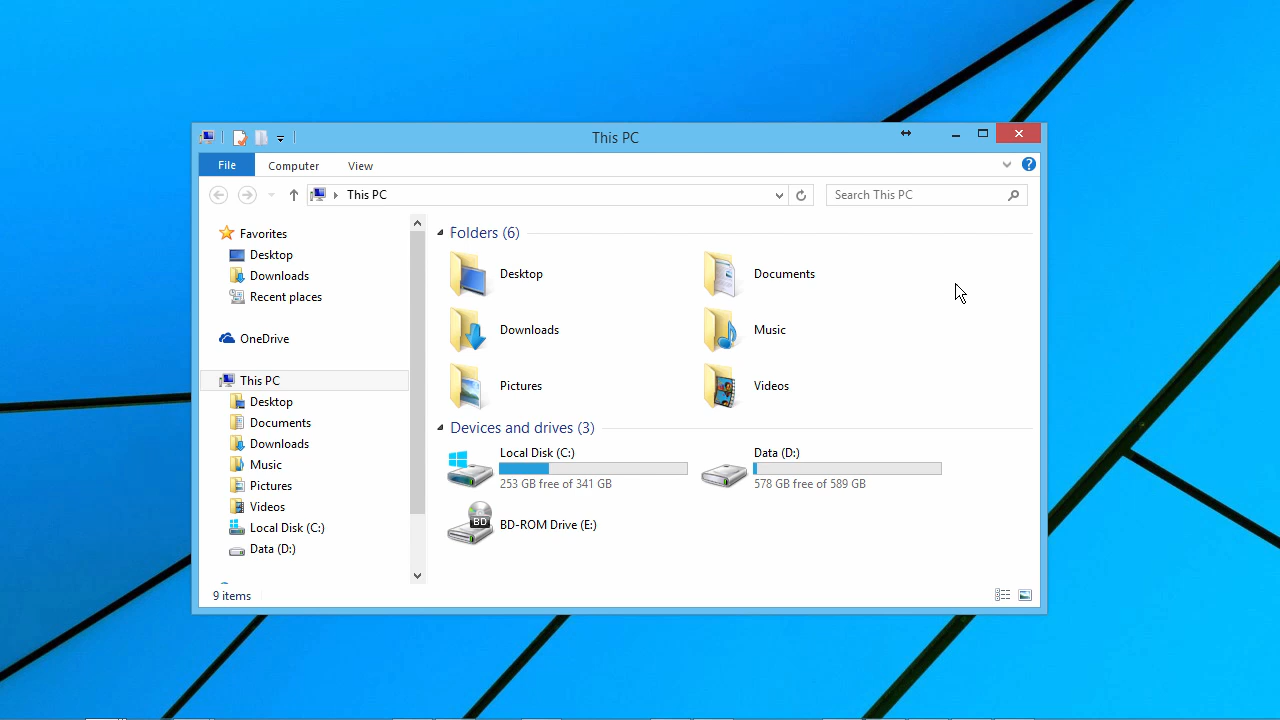 This PC
File Computer View
This PC
Search This PC
Favorites
Desktop
Downloads
Recent places
OneDrive
This PC
Desktop
Documents
Downloads
Music
Pictures
Videos
Local Disk (C:)
Data (D:)
Folders (6)
Desktop
Documents
Downloads
Music
Pictures
Videos
Devices and drives (3)
Local Disk (C:)
253 GB free of 341 GB
Data (D:)
578 GB free of 589 GB
BD
BD-ROM Drive (E:)
9 items